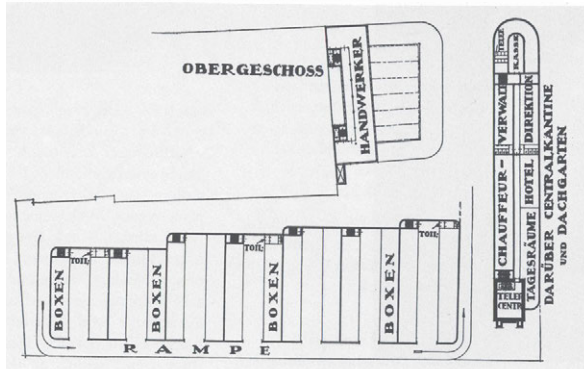 OBERGESCHOSS
HANDWERKER
BOXEN
BOXEN
BOXEN
BOXEN
TOIL.
TOIL.
TOIL.
RAMPE
KASSE
VERWALT
DIREKTION
CHAUFFEUR-
TAGESRÄUME HOTEL
TELEF
CENTR
DARÜBER CENTRALKANTINE
UND DACHGARTEN